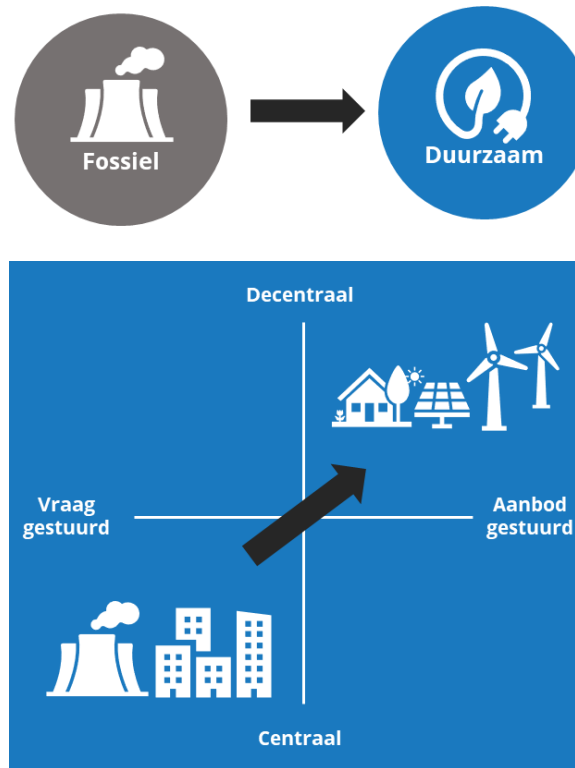 Fossiel
Duurzaam
Decentraal
Vraag
gestuurd
Aanbod
gestuurd
Centraal